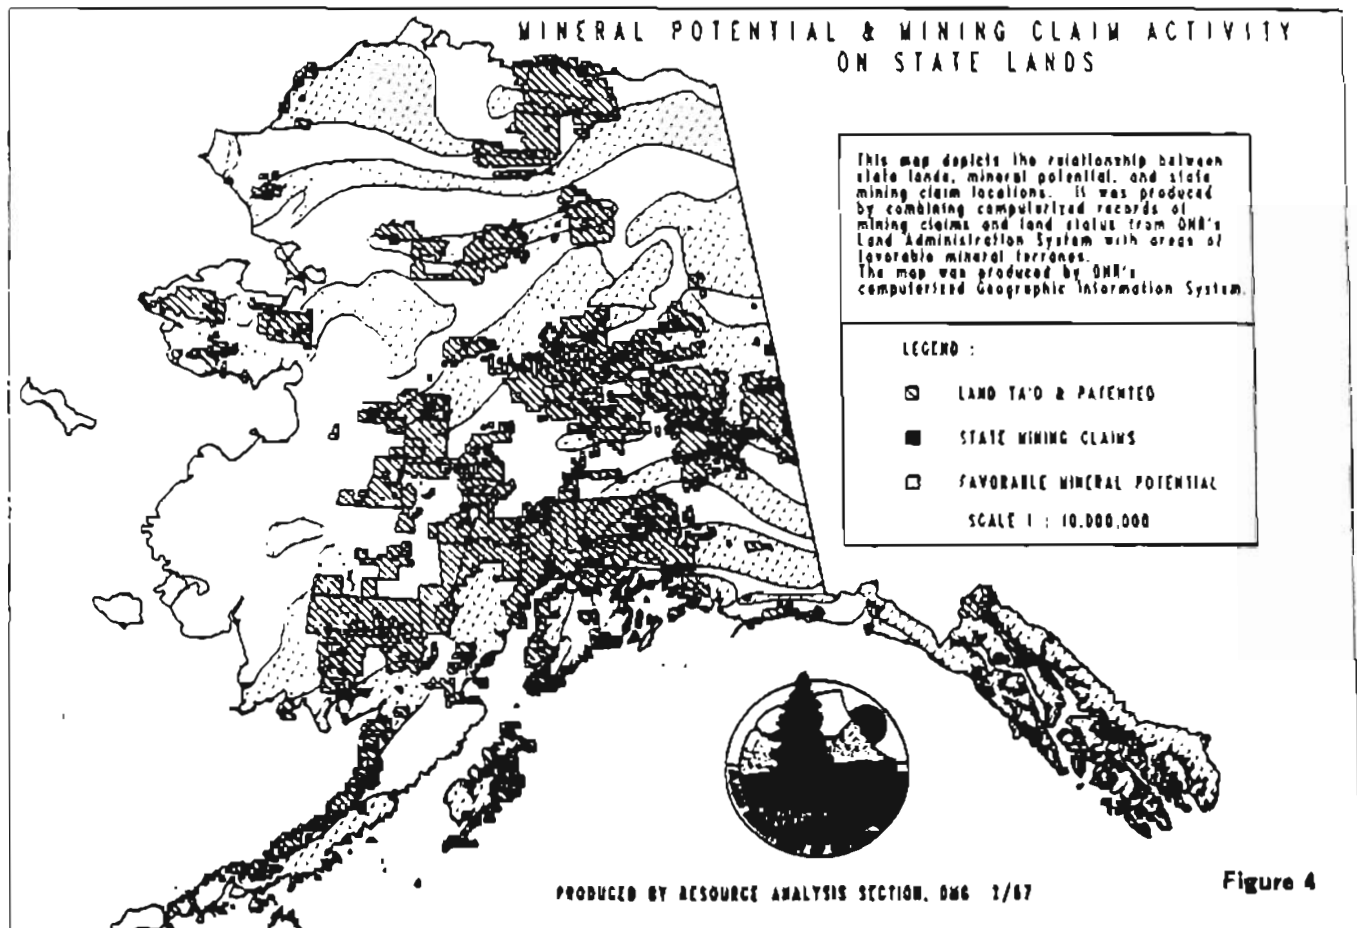 MINERAL POTENTIAL & MINING CLAIM ACTIVITY
ON STATE LANDS
This map depicts the relationship between
state lands, mineral potential, and state
mining claim locations. It was produced
by combining computerized records of
mining claims and land status from DNR's
Land Administration System with areas of
favorable mineral terranes.
The map was produced by DNR's
computerized Geographic Information System.
LEGEND :
LAND TA'D & PATENTED
STATE MINING CLAIMS
FAVORABLE MINERAL POTENTIAL
SCALE 1 : 10,000,000
PRODUCED BY RESOURCE ANALYSIS SECTION, 2/87
Figure 4